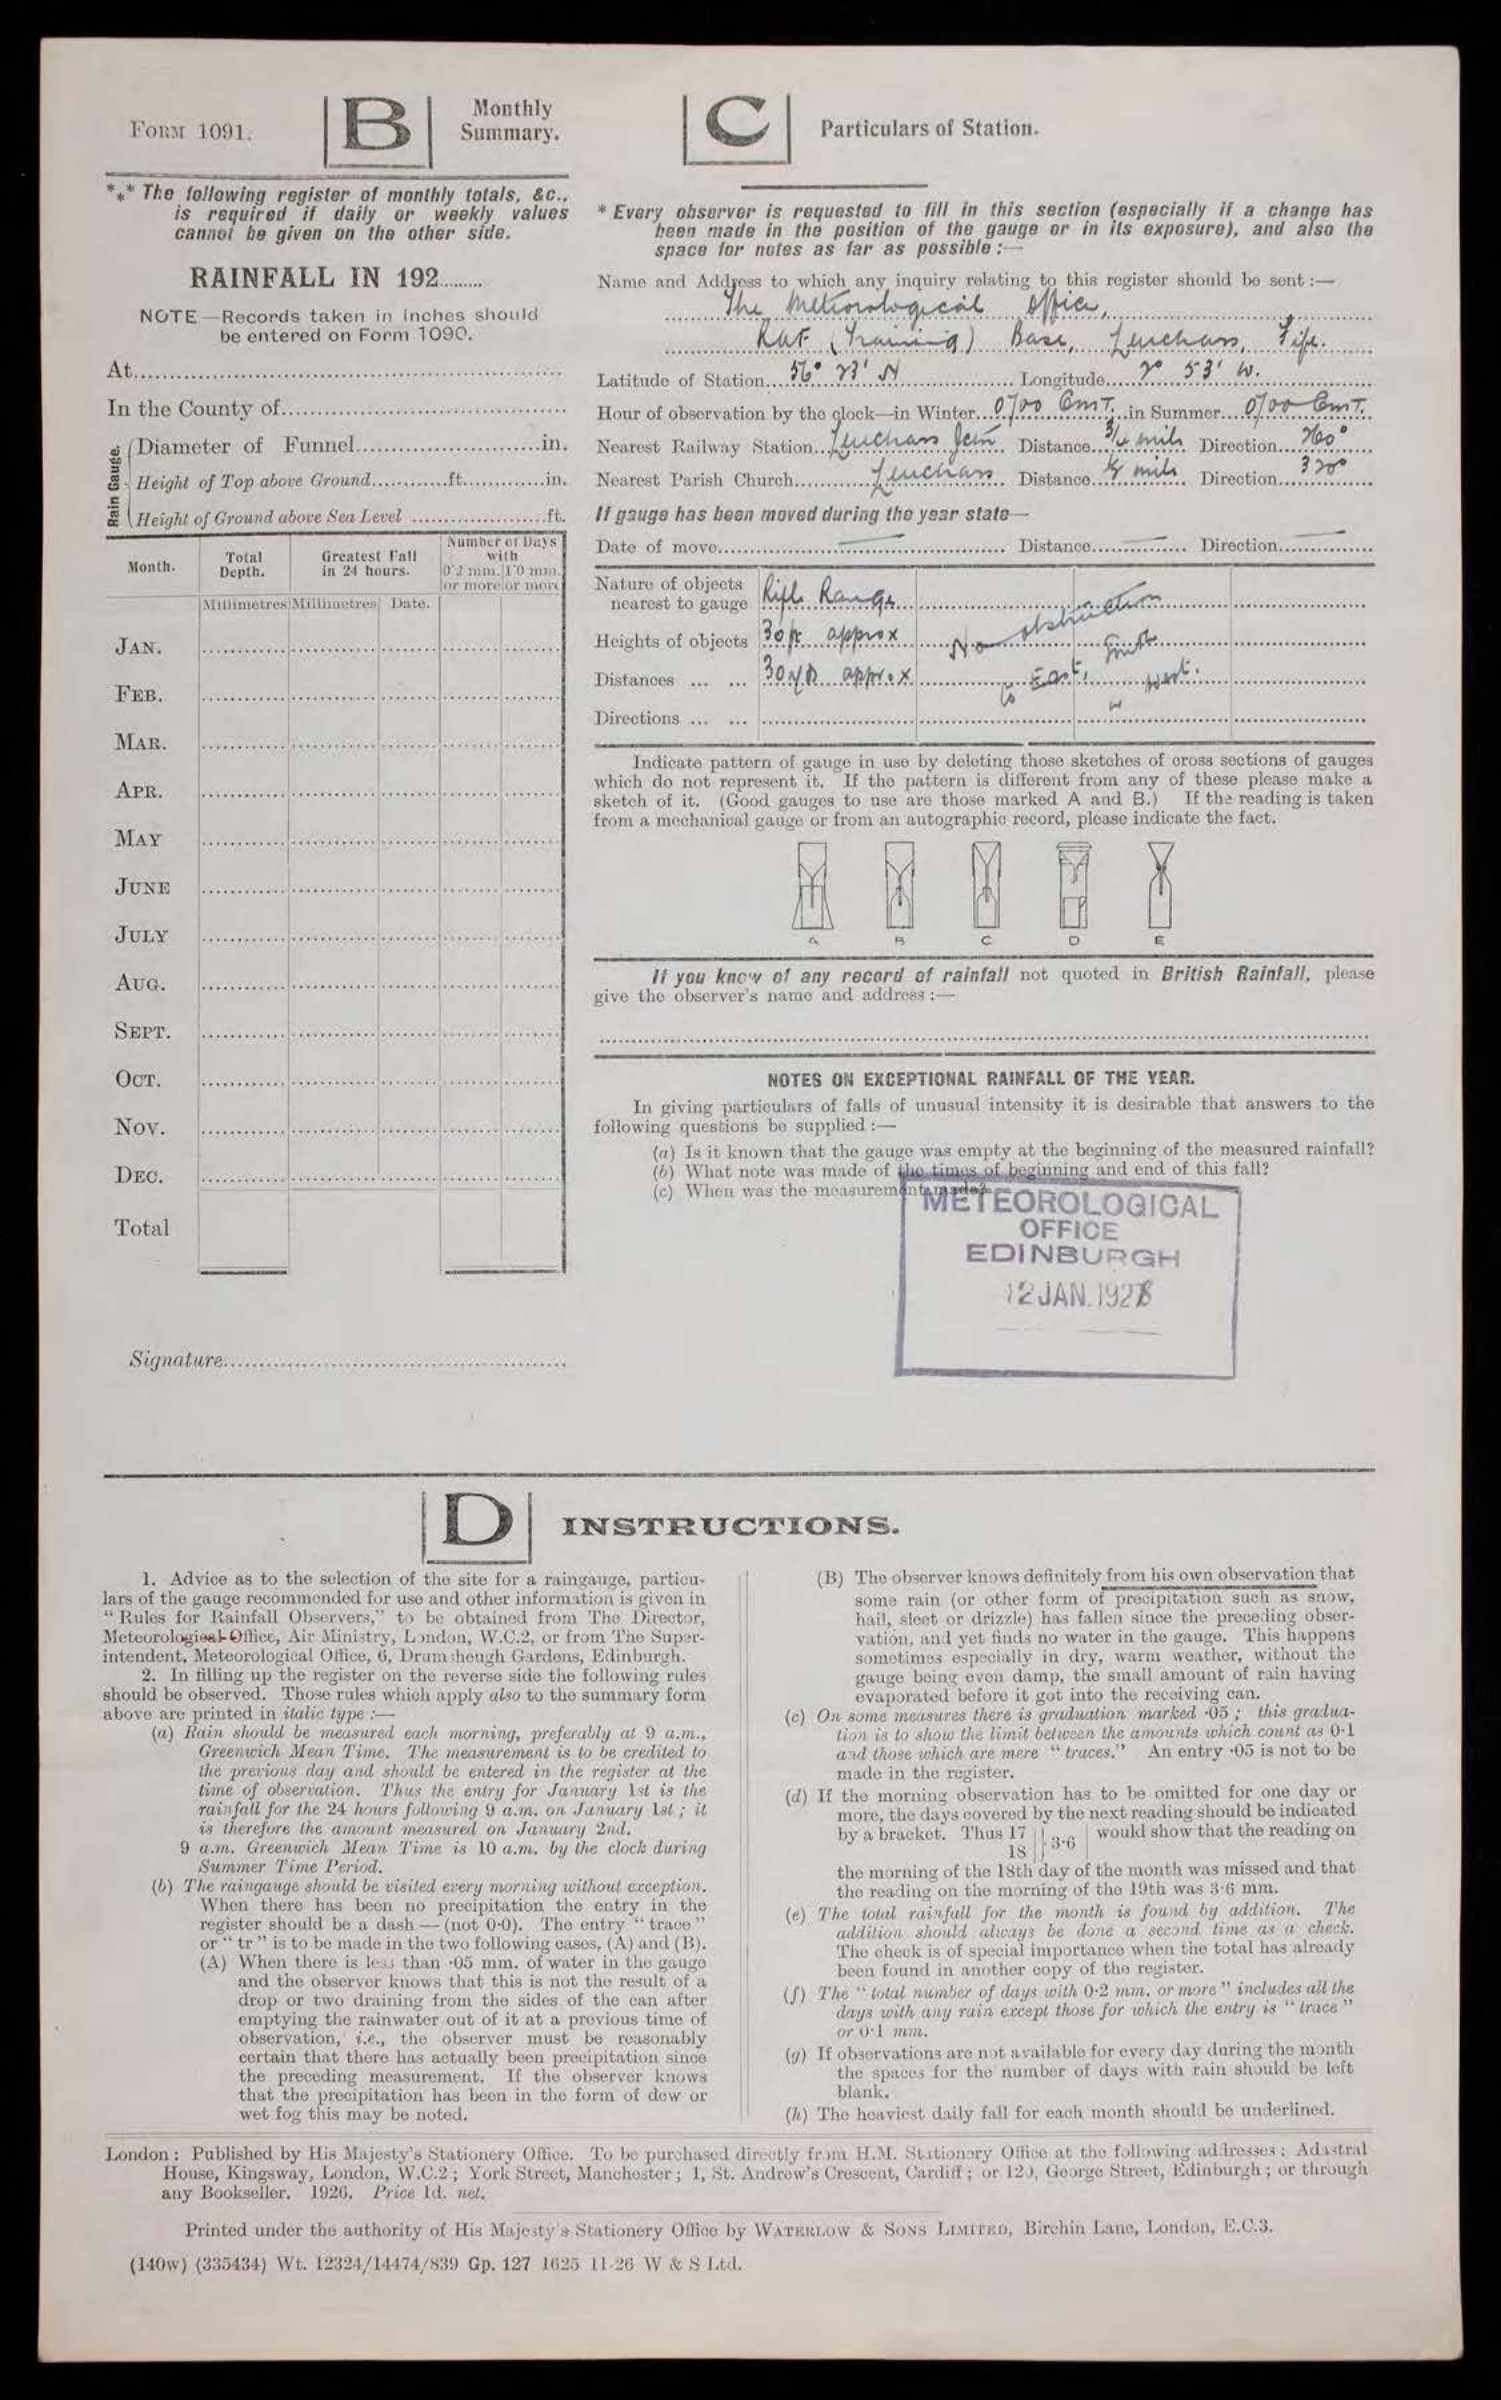 FORM 1091.
B
Monthly
Summary.
*** The following register of monthly totals, &c.,
is required if daily or weekly values
cannot be given on the other side.
RAINFALL IN 192.........
NOTE—Records taken in inches should
be entered on Form 1090.
At
In the County of
Rain Gauge.
Diameter of Funnel in.
Height of Top above Ground ft. in.
Height of Ground above Sea Level ft.
Month.
Total
Depth.
Greatest Fall
in 24 hours.
Number of Days
with
0·2 mm. 1·0 mm.
or more or more
Millimetres Millimetres Date.
JAN.
FEB.
MAR.
APR.
MAY
JUNE
JULY
AUG.
SEPT.
OCT.
NOV.
DEC.
Total
Signature
C
Particulars of Station.
* Every observer is requested to fill in this section (especially if a change has
been made in the position of the gauge or in its exposure), and also the
space for notes as far as possible :—
Name and Address to which any inquiry relating to this register should be sent :—
The Meteorological Office,
RAF (Training) Base, Leuchars, Fife.
Latitude of Station 56° 23' N Longitude 2° 53' W.
Hour of observation by the clock—in Winter 0700 GMT. in Summer 0700 GMT.
Nearest Railway Station Leuchars Jcn Distance 3/4 mile Direction 260°
Nearest Parish Church Leuchars Distance mile Direction 320°
If gauge has been moved during the year state—
Date of move — Distance — Direction —
Nature of objects
nearest to gauge Rifle Range
Heights of objects 30 ft approx No obstruction
Distances ... ... 30 yds approx to East, South
Directions ... ... west.
Indicate pattern of gauge in use by deleting those sketches of cross sections of gauges
which do not represent it. If the pattern is different from any of these please make a
sketch of it. (Good gauges to use are those marked A and B.) If the reading is taken
from a mechanical gauge or from an autographic record, please indicate the fact.
A B C D E
If you know of any record of rainfall not quoted in British Rainfall, please
give the observer's name and address :—
NOTES ON EXCEPTIONAL RAINFALL OF THE YEAR.
In giving particulars of falls of unusual intensity it is desirable that answers to the
following questions be supplied :—
(a) Is it known that the gauge was empty at the beginning of the measured rainfall?
(b) What note was made of the times of beginning and end of this fall?
(c) When was the measurement made?
METEOROLOGICAL
OFFICE
EDINBURGH
12 JAN. 1928
D
INSTRUCTIONS.
1. Advice as to the selection of the site for a raingauge, particu-
lars of the gauge recommended for use and other information is given in
“ Rules for Rainfall Observers,” to be obtained from The Director,
Meteorological Office, Air Ministry, London, W.C.2, or from The Super-
intendent, Meteorological Office, 6, Drumsheugh Gardens, Edinburgh.
2. In filling up the register on the reverse side the following rules
should be observed. Those rules which apply also to the summary form
above are printed in italic type :—
(a) Rain should be measured each morning, preferably at 9 a.m.,
Greenwich Mean Time. The measurement is to be credited to
the previous day and should be entered in the register at the
time of observation. Thus the entry for January 1st is the
rainfall for the 24 hours following 9 a.m. on January 1st ; it
is therefore the amount measured on January 2nd.
9 a.m. Greenwich Mean Time is 10 a.m. by the clock during
Summer Time Period.
(b) The raingauge should be visited every morning without exception.
When there has been no precipitation the entry in the
register should be a dash — (not 0·0). The entry “ trace ”
or “ tr ” is to be made in the two following cases, (A) and (B).
(A) When there is less than ·05 mm. of water in the gauge
and the observer knows that this is not the result of a
drop or two draining from the sides of the can after
emptying the rainwater out of it at a previous time of
observation, i.e., the observer must be reasonably
certain that there has actually been precipitation since
the preceding measurement. If the observer knows
that the precipitation has been in the form of dew or
wet fog this may be noted.
(B) The observer knows definitely from his own observation that
some rain (or other form of precipitation such as snow,
hail, sleet or drizzle) has fallen since the preceding obser-
vation, and yet finds no water in the gauge. This happens
sometimes especially in dry, warm weather, without the
gauge being even damp, the small amount of rain having
evaporated before it got into the receiving can.
(c) On some measures there is graduation marked ·05 ; this gradua-
tion is to show the limit between the amounts which count as 0·1
and those which are mere “ traces.” An entry ·05 is not to be
made in the register.
(d) If the morning observation has to be omitted for one day or
more, the days covered by the next reading should be indicated
by a bracket. Thus 17 } 3·6 would show that the reading on
18
the morning of the 18th day of the month was missed and that
the reading on the morning of the 19th was 3·6 mm.
(e) The total rainfall for the month is found by addition. The
addition should always be done a second time as a check.
The check is of special importance when the total has already
been found in another copy of the register.
(f) The “ total number of days with 0·2 mm. or more ” includes all the
days with any rain except those for which the entry is “ trace ”
or 0·1 mm.
(g) If observations are not available for every day during the month
the spaces for the number of days with rain should be left
blank.
(h) The heaviest daily fall for each month should be underlined.
London : Published by His Majesty's Stationery Office. To be purchased directly from H.M. Stationery Office at the following addresses : Adastral
House, Kingsway, London, W.C.2 ; York Street, Manchester ; 1, St. Andrew's Crescent, Cardiff ; or 120, George Street, Edinburgh ; or through
any Bookseller. 1926. Price 1d. net.
Printed under the authority of His Majesty's Stationery Office by WATERLOW & SONS LIMITED, Birchin Lane, London, E.C.3.
(140w) (335434) Wt. 12324/14474/839 Gp. 127 1625 11-26 W & S Ltd.